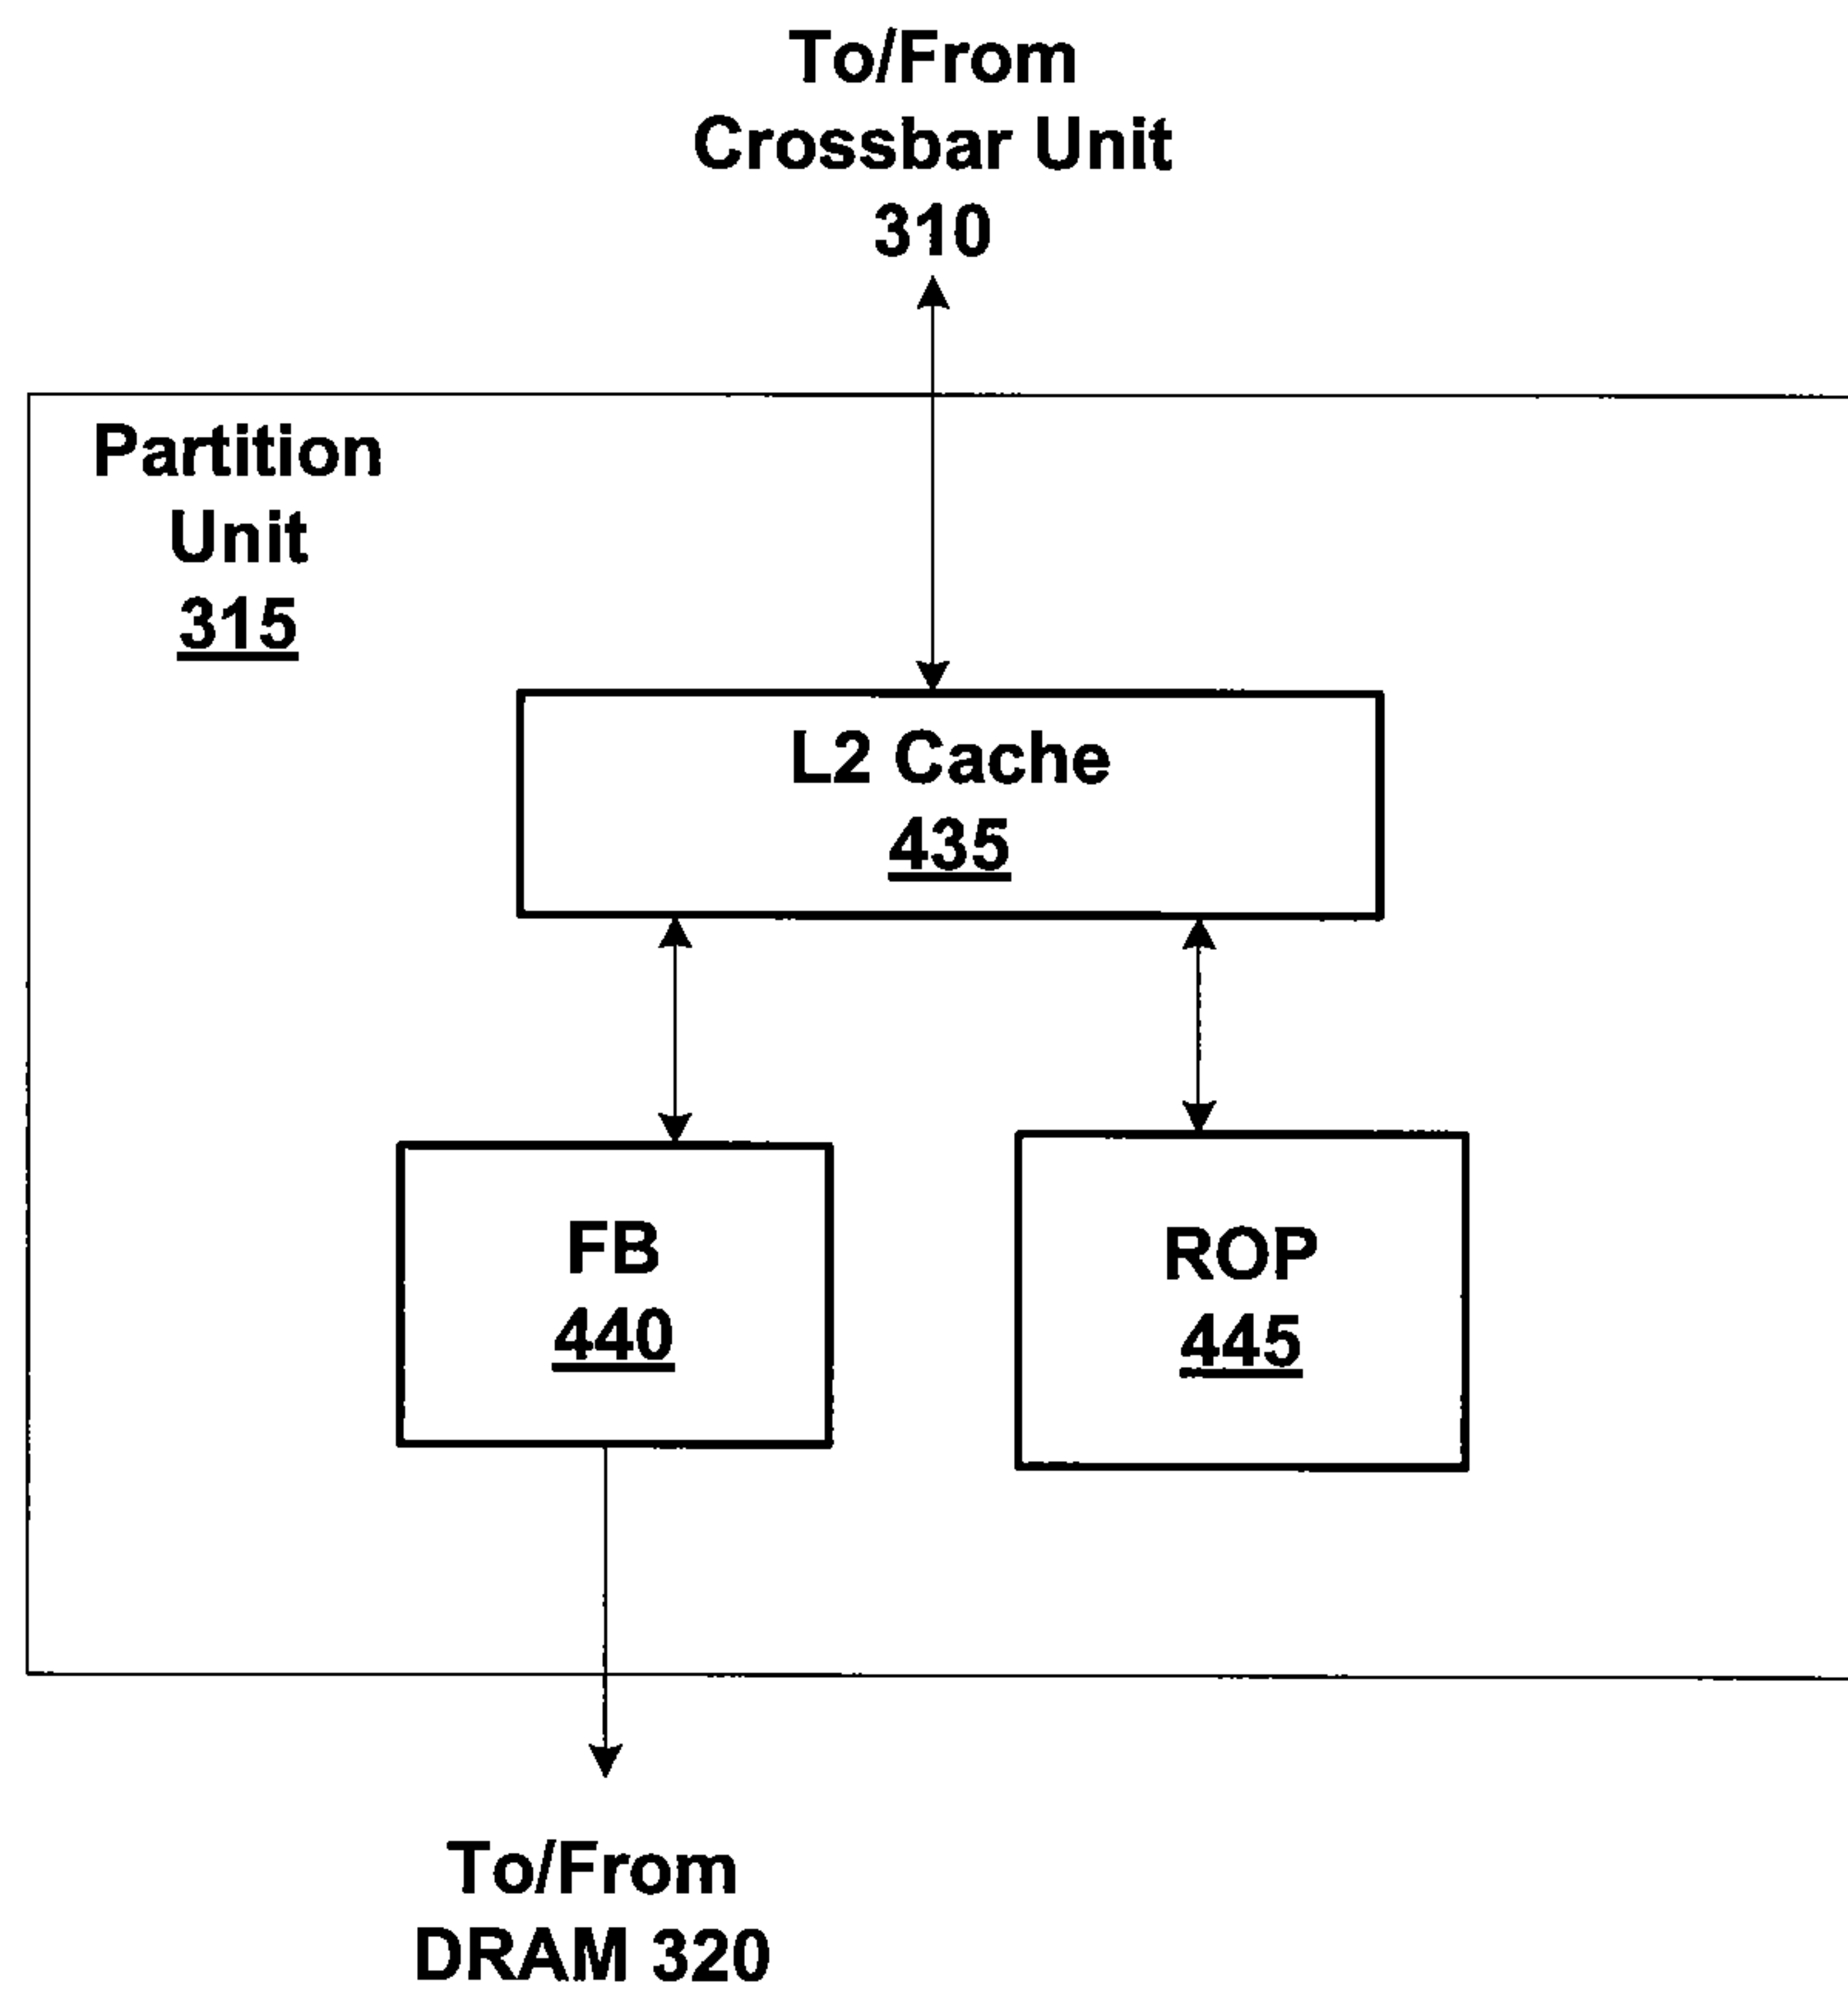 To/From
Crossbar Unit
310
Partition
Unit
315
L2 Cache
435
FB
440
ROP
445
To/From
DRAM 320